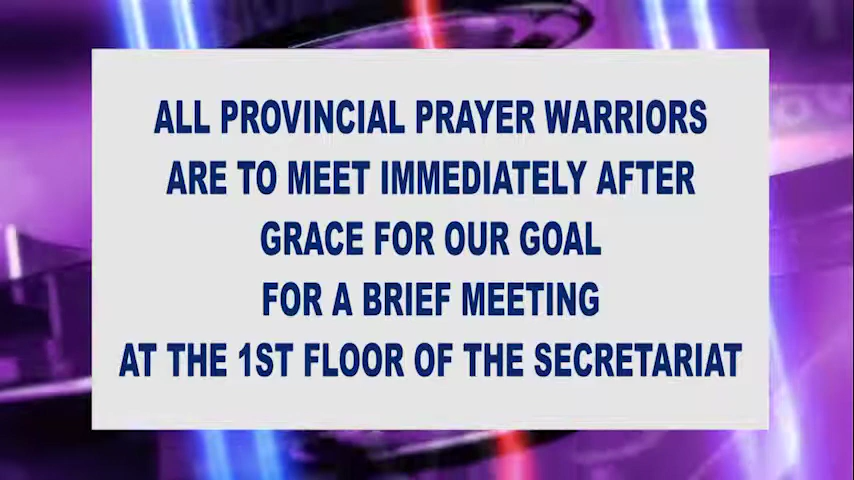 ALL PROVINCIAL PRAYER WARRIORS
ARE TO MEET IMMEDIATELY AFTER
GRACE FOR OUR GOAL
FOR A BRIEF MEETING
AT THE 1ST FLOOR OF THE SECRETARIAT